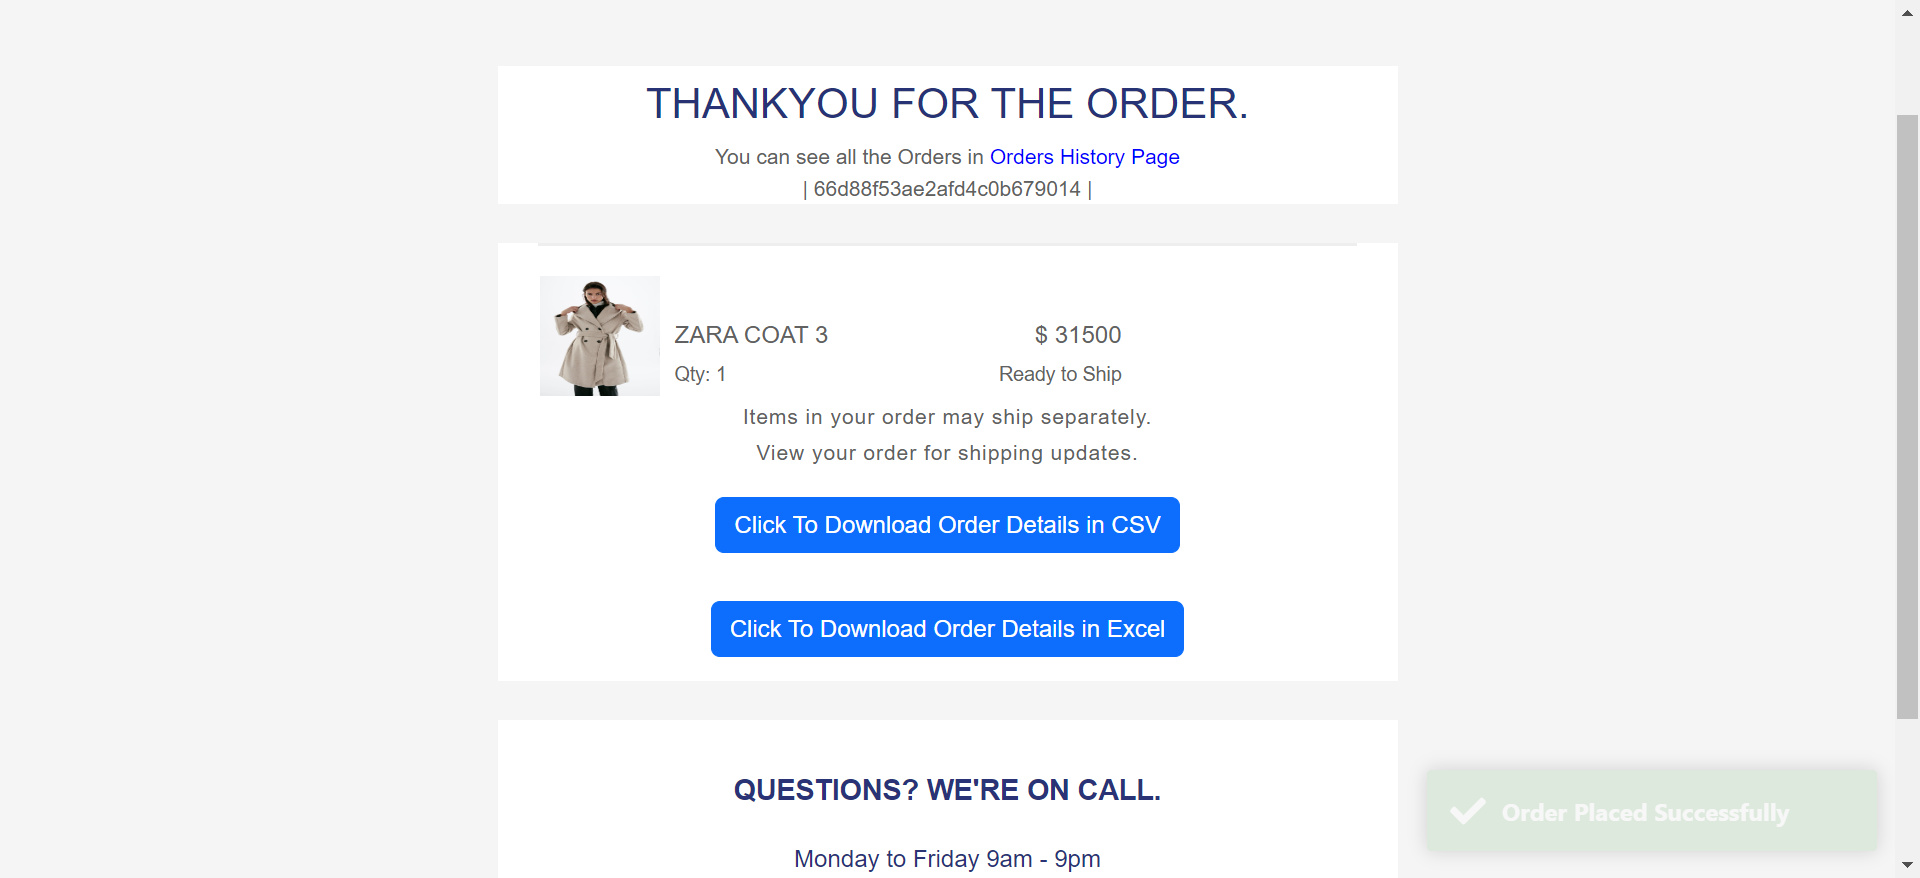 THANKYOU FOR THE ORDER.
You can see all the Orders in Orders History Page
| 66d88f53ae2afd4c0b679014 |
ZARA COAT 3
$ 31500
Qty: 1
Ready to Ship
Items in your order may ship separately.
View your order for shipping updates.
Click To Download Order Details in CSV
Click To Download Order Details in Excel
QUESTIONS? WE'RE ON CALL.
Order Placed Successfully
Monday to Friday 9am - 9pm